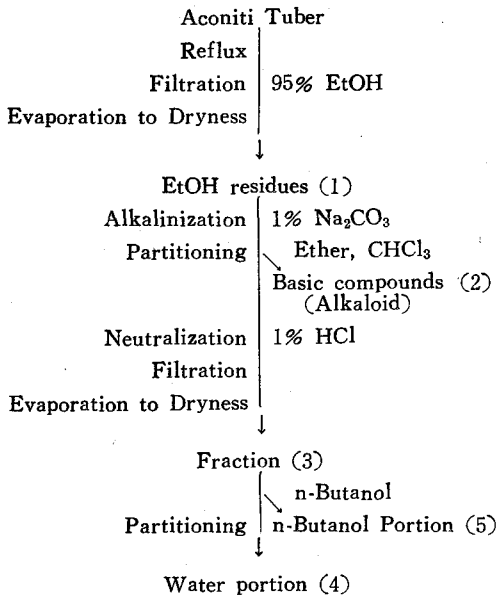 Aconiti Tuber
Reflux
Filtration 95% EtOH
Evaporation to Dryness
EtOH residues (1)
Alkalinization 1% Na₂CO₃
Partitioning Ether, CHCl₃
Basic compounds (2)
(Alkaloid)
Neutralization 1% HCl
Filtration
Evaporation to Dryness
Fraction (3)
n-Butanol
Partitioning n-Butanol Portion (5)
Water portion (4)